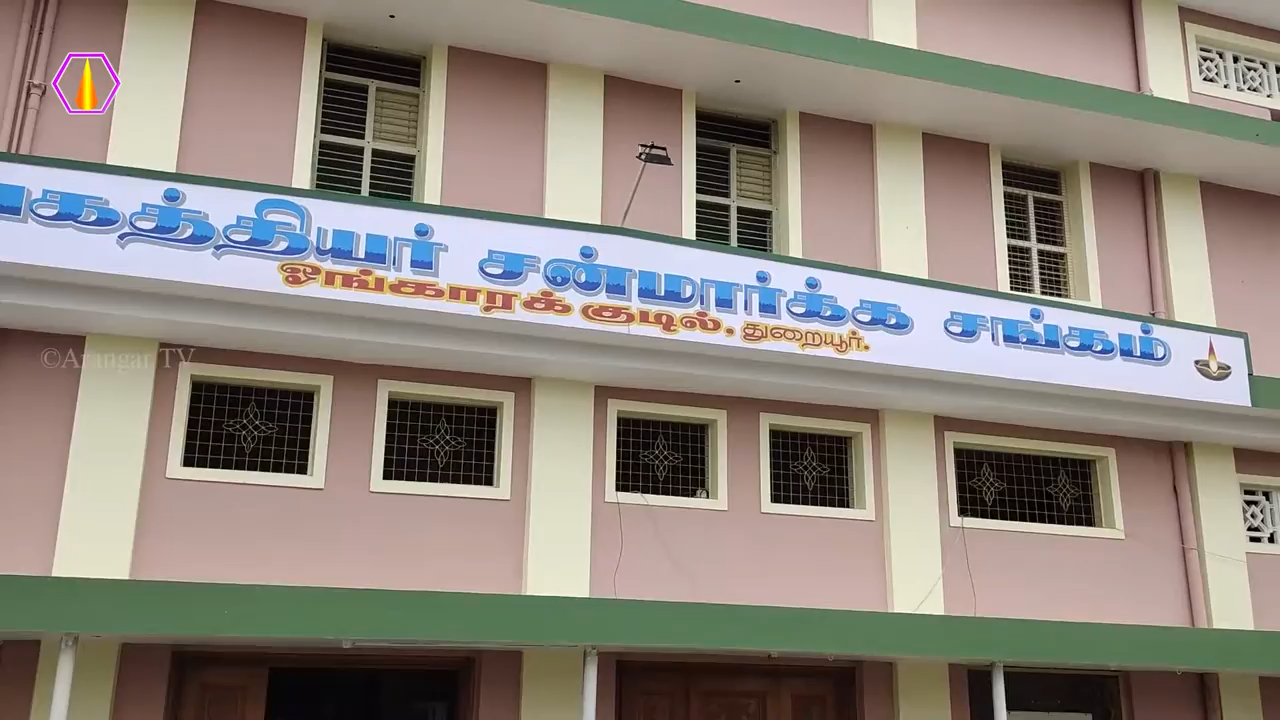 கத்தியர் சன்மார்க்க சங்கம்
ஓங்காரக் குடில். துறையூர்.
©Arangar TV